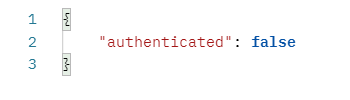 1 {
2     "authenticated": false
3 }